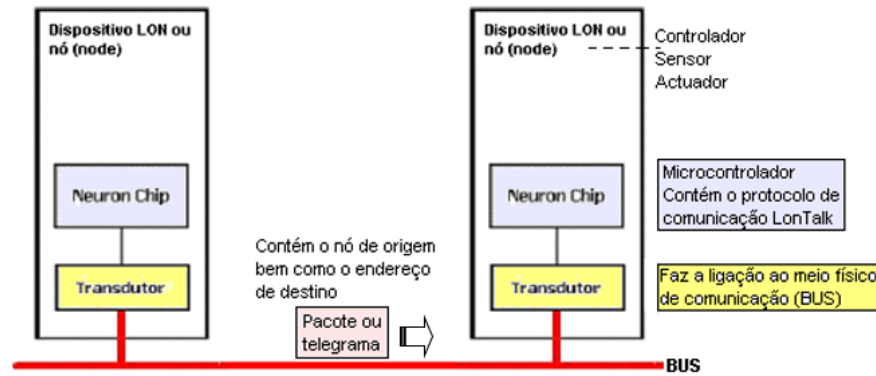 Dispositivo LON ou
nó (node)
Neuron Chip
Transdutor
Contém o nó de origem
bem como o endereço
de destino
Pacote ou
telegrama
Dispositivo LON ou
nó (node)
Controlador
Sensor
Actuador
Neuron Chip
Microcontrolador
Contém o protocolo de
comunicação LonTalk
Transdutor
Faz a ligação ao meio físico
de comunicação (BUS)
BUS